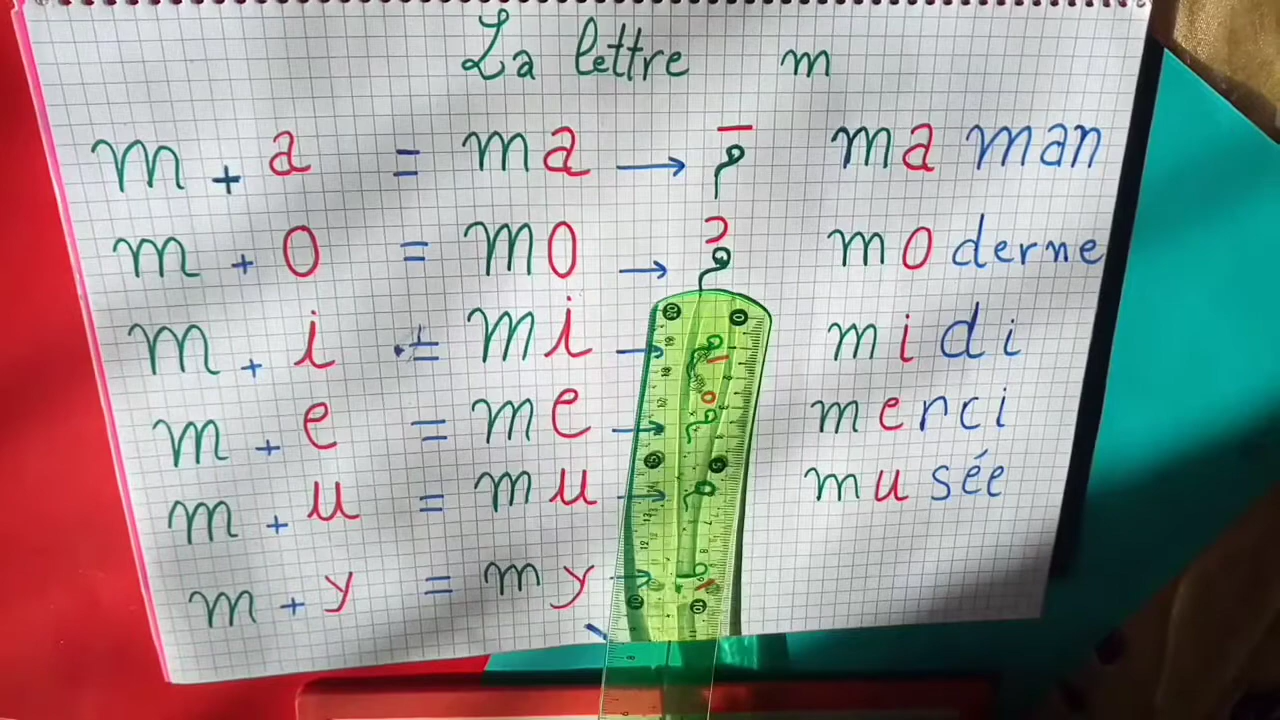 La lettre m
m + a = ma → مَ maman
m + o = mo → مُ moderne
m + i = mi → midi
m + e = me → merci
m + u = mu → musée
m + y = my →